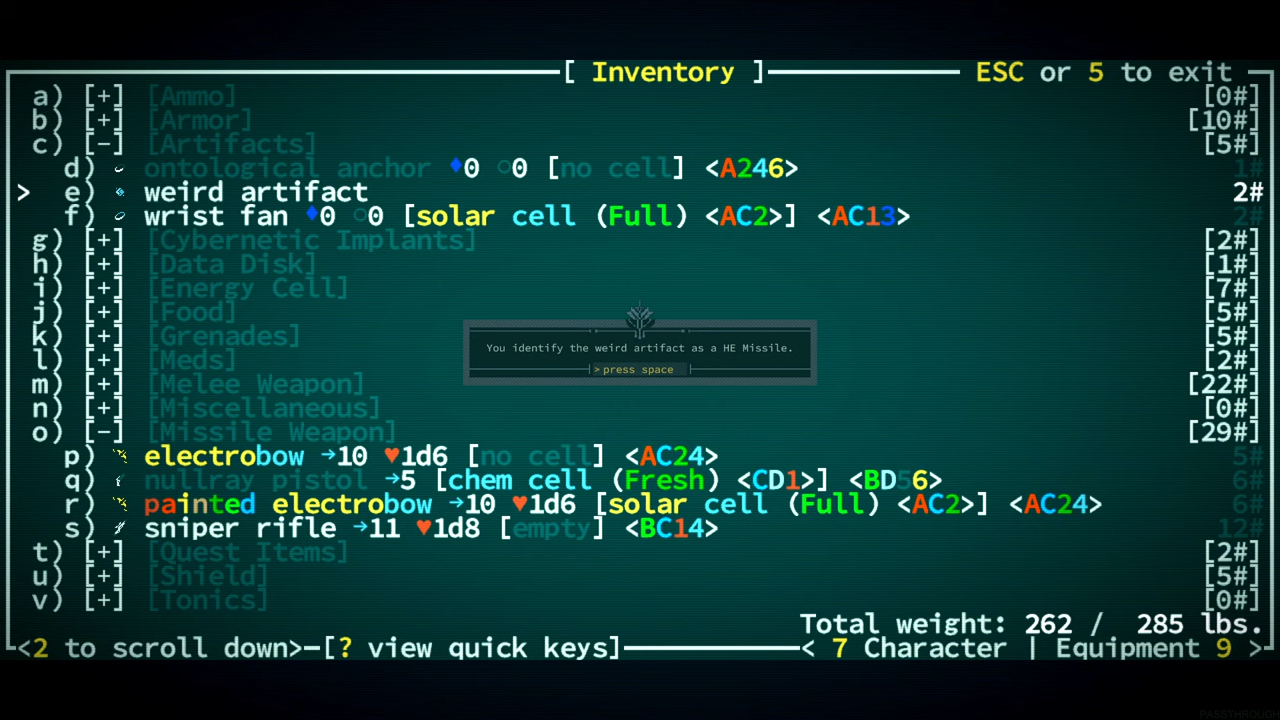 [ Inventory ] ESC or 5 to exit
a) [+] [Ammo] [0#]
b) [+] [Armor] [10#]
c) [-] [Artifacts] [5#]
d) ontological anchor ♦0 ○0 [no cell] <A246> 1#
> e) weird artifact 2#
f) wrist fan ♦0 ○0 [solar cell (Full) <AC2>] <AC13> 2#
g) [+] [Cybernetic Implants] [2#]
h) [+] [Data Disk] [1#]
i) [+] [Energy Cell] [7#]
j) [+] [Food] [5#]
k) [+] [Grenades] [5#]
l) [+] [Meds] [2#]
You identify the weird artifact as a HE Missile.
> press space
m) [+] [Melee Weapon] [22#]
n) [+] [Miscellaneous] [0#]
o) [-] [Missile Weapon] [29#]
p) electrobow →10 ♥1d6 [no cell] <AC24> 5#
q) nullray pistol →5 [chem cell (Fresh) <CD1>] <BD56> 6#
r) painted electrobow →10 ♥1d6 [solar cell (Full) <AC2>] <AC24> 6#
s) sniper rifle →11 ♥1d8 [empty] <BC14> 12#
t) [+] [Quest Items] [2#]
u) [+] [Shield] [5#]
v) [+] [Tonics] [0#]
Total weight: 262 / 285 lbs.
<2 to scroll down> [? view quick keys] < 7 Character | Equipment 9 >